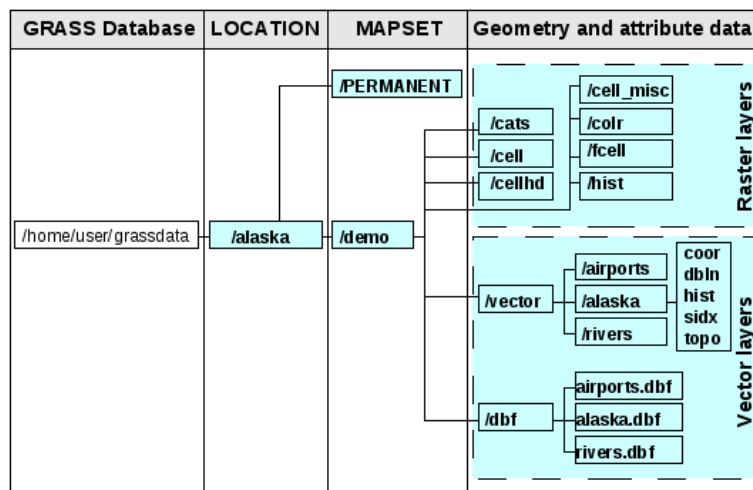 GRASS Database
LOCATION
MAPSET
Geometry and attribute data
/PERMANENT
/cell_misc
/cats
/colr
/cell
/fcell
/cellhd
/hist
Raster layers
/home/user/grassdata
/alaska
/demo
/vector
/airports
/alaska
/rivers
coor
dbln
hist
sidx
topo
/dbf
airports.dbf
alaska.dbf
rivers.dbf
Vector layers